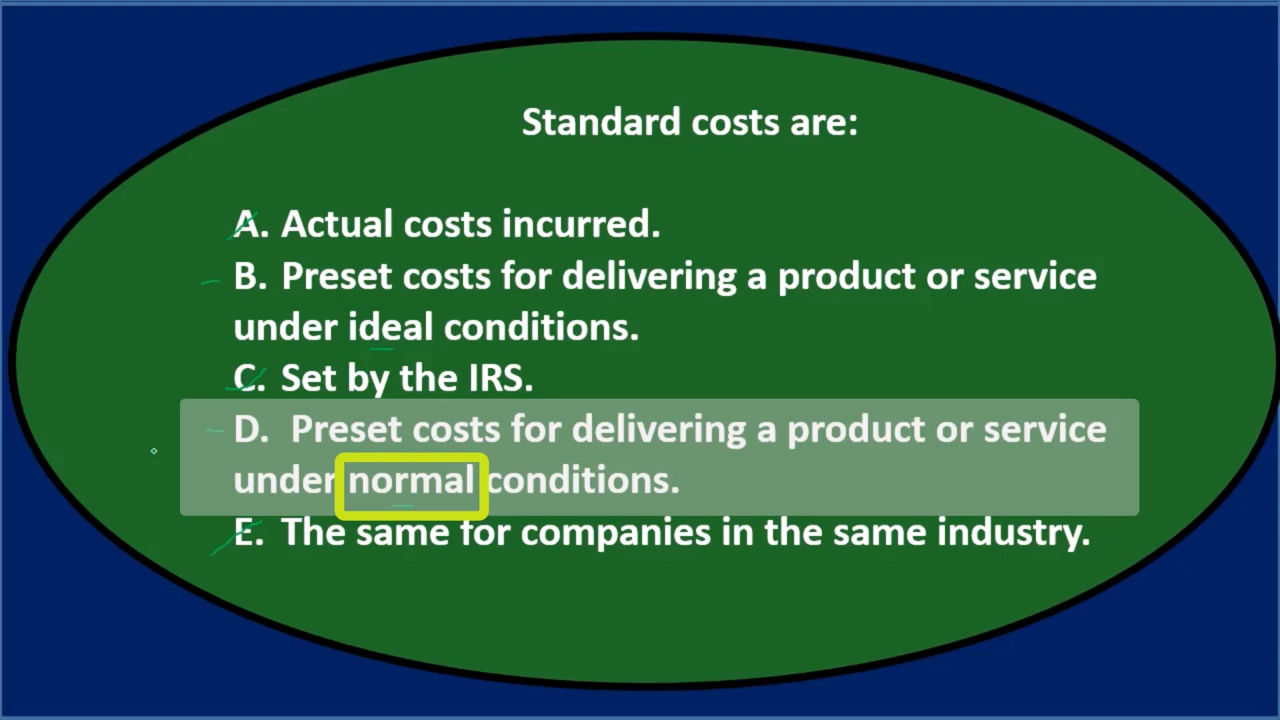 Standard costs are:
A. Actual costs incurred.
B. Preset costs for delivering a product or service
under ideal conditions.
C. Set by the IRS.
D. Preset costs for delivering a product or service
under normal conditions.
E. The same for companies in the same industry.